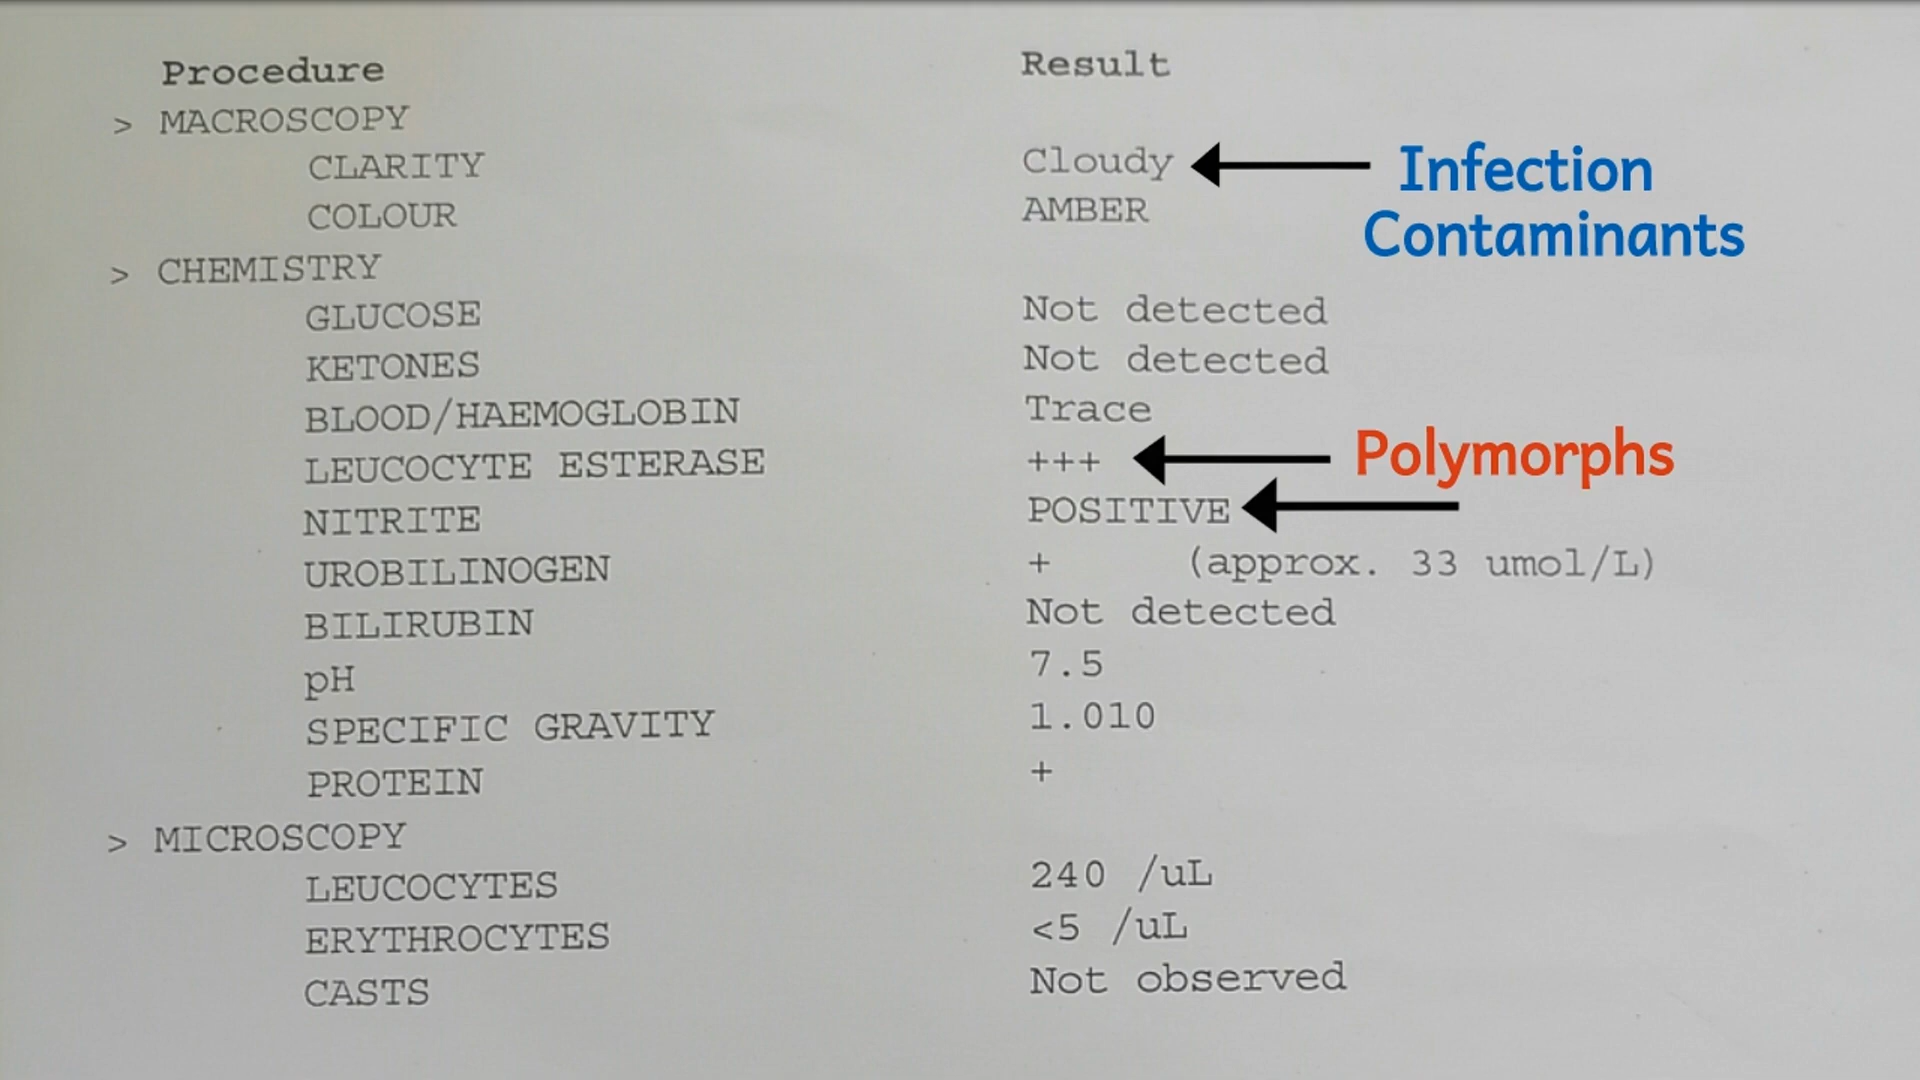 Procedure Result
> MACROSCOPY
CLARITY Cloudy Infection
COLOUR AMBER Contaminants
> CHEMISTRY
GLUCOSE Not detected
KETONES Not detected
BLOOD/HAEMOGLOBIN Trace
LEUCOCYTE ESTERASE +++ Polymorphs
NITRITE POSITIVE
UROBILINOGEN + (approx. 33 umol/L)
BILIRUBIN Not detected
pH 7.5
SPECIFIC GRAVITY 1.010
PROTEIN +
> MICROSCOPY
LEUCOCYTES 240 /uL
ERYTHROCYTES <5 /uL
CASTS Not observed